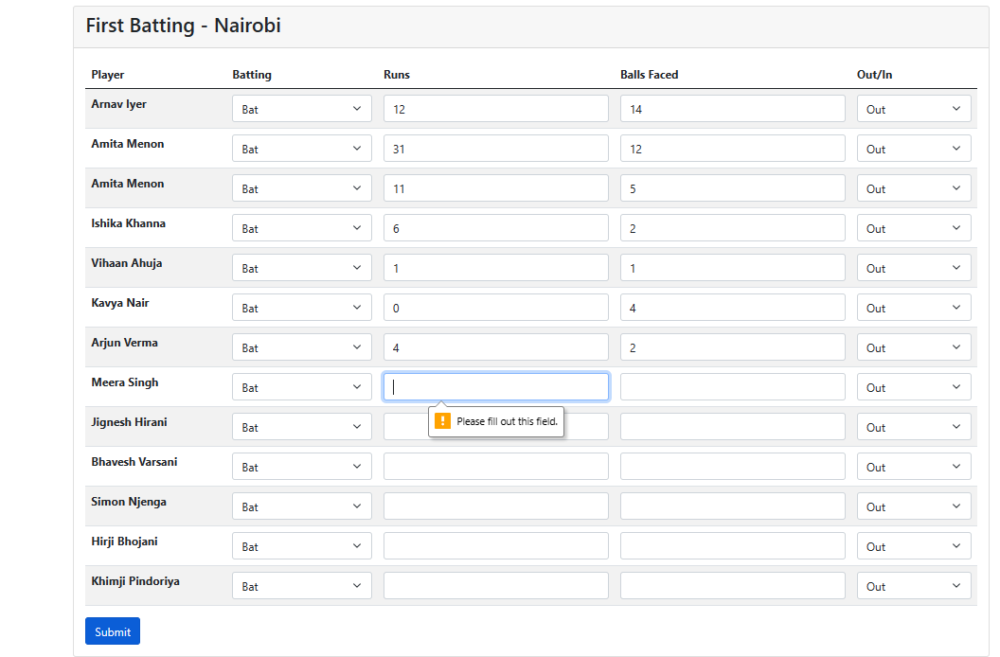 First Batting - Nairobi
Player Batting Runs Balls Faced Out/In
Arnav Iyer Bat 12 14 Out
Amita Menon Bat 31 12 Out
Amita Menon Bat 11 5 Out
Ishika Khanna Bat 6 2 Out
Vihaan Ahuja Bat 1 1 Out
Kavya Nair Bat 0 4 Out
Arjun Verma Bat 4 2 Out
Meera Singh Bat Out
Please fill out this field.
Jignesh Hirani Bat Out
Bhavesh Varsani Bat Out
Simon Njenga Bat Out
Hirji Bhojani Bat Out
Khimji Pindoriya Bat Out
Submit